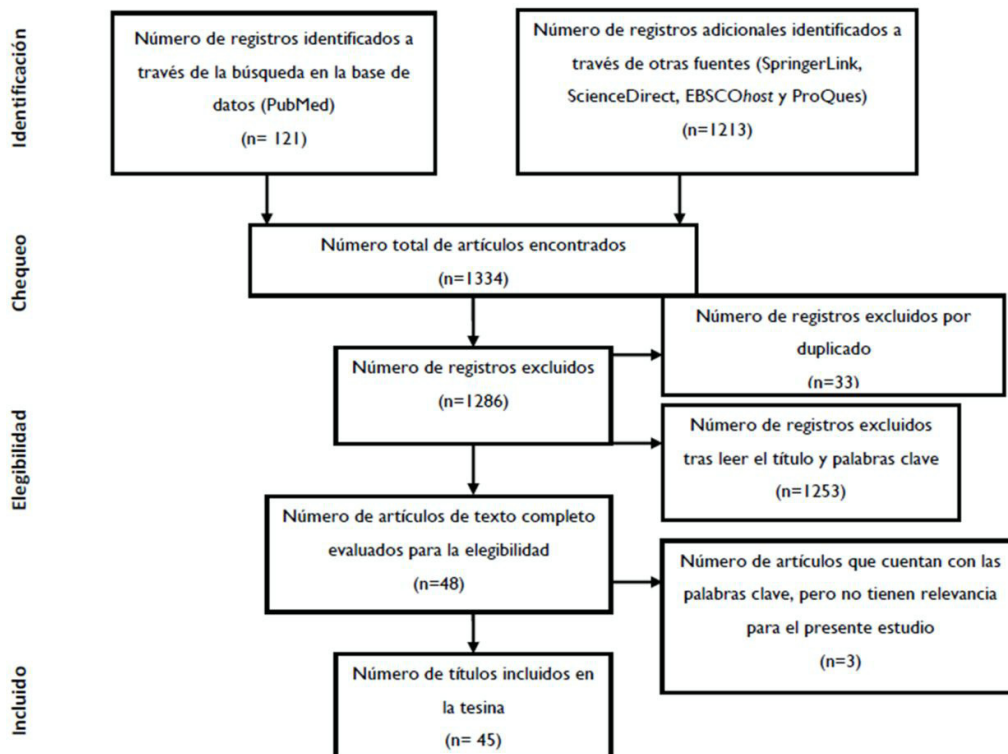 Identificación
Número de registros identificados a
través de la búsqueda en la base de
datos (PubMed)
(n= 121)
Número de registros adicionales identificados a
través de otras fuentes (SpringerLink,
ScienceDirect, EBSCOhost y ProQues)
(n=1213)
Chequeo
Número total de artículos encontrados
(n=1334)
Número de registros excluidos por
duplicado
(n=33)
Número de registros excluidos
(n=1286)
Elegibilidad
Número de registros excluidos
tras leer el título y palabras clave
(n=1253)
Número de artículos de texto completo
evaluados para la elegibilidad
(n=48)
Número de artículos que cuentan con las
palabras clave, pero no tienen relevancia
para el presente estudio
(n=3)
Incluido
Número de títulos incluidos en
la tesina
(n= 45)